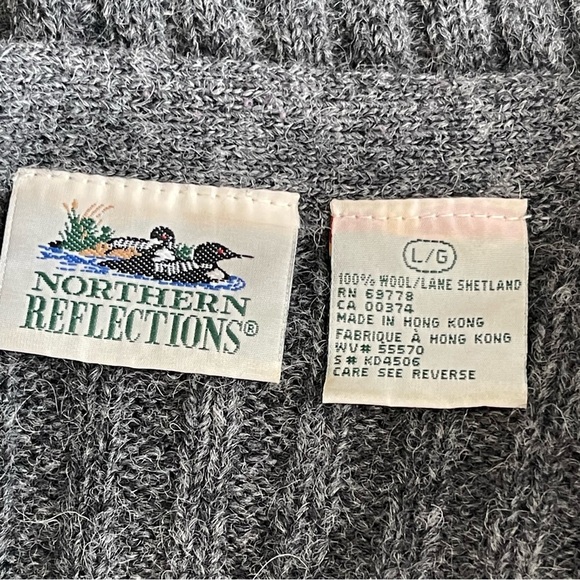 NORTHERN
REFLECTIONS®
L/G
100% WOOL/LANE SHETLAND
RN 69778
CA 00374
MADE IN HONG KONG
FABRIQUE À HONG KONG
WV# 55570
S# KD4506
CARE SEE REVERSE